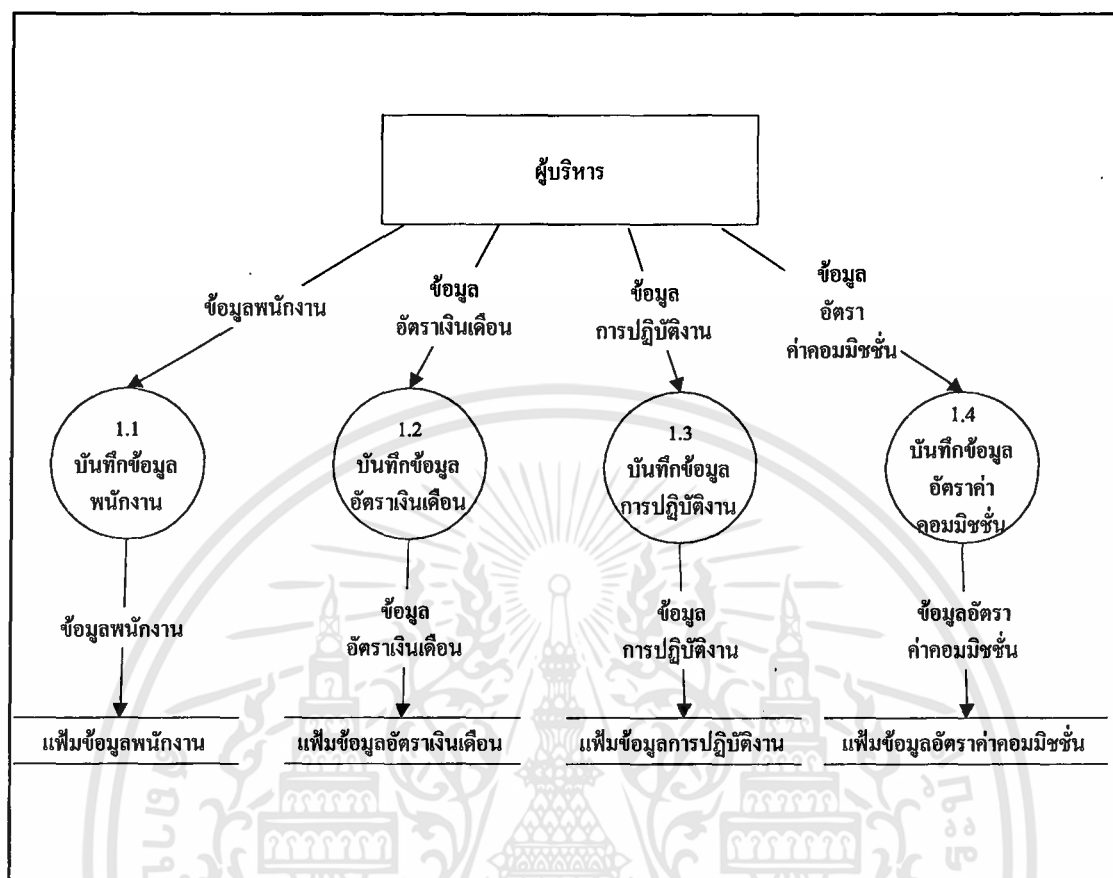 ผู้บริหาร
ข้อมูลพนักงาน
ข้อมูล
อัตราเงินเดือน
ข้อมูล
การปฏิบัติงาน
ข้อมูล
อัตรา
ค่าคอมมิชชั่น
1.1
บันทึกข้อมูล
พนักงาน
1.2
บันทึกข้อมูล
อัตราเงินเดือน
1.3
บันทึกข้อมูล
การปฏิบัติงาน
1.4
บันทึกข้อมูล
อัตราค่า
คอมมิชชั่น
ข้อมูลพนักงาน
ข้อมูล
อัตราเงินเดือน
ข้อมูล
การปฏิบัติงาน
ข้อมูลอัตรา
ค่าคอมมิชชั่น
แฟ้มข้อมูลพนักงาน
แฟ้มข้อมูลอัตราเงินเดือน
แฟ้มข้อมูลการปฏิบัติงาน
แฟ้มข้อมูลอัตราค่าคอมมิชชั่น